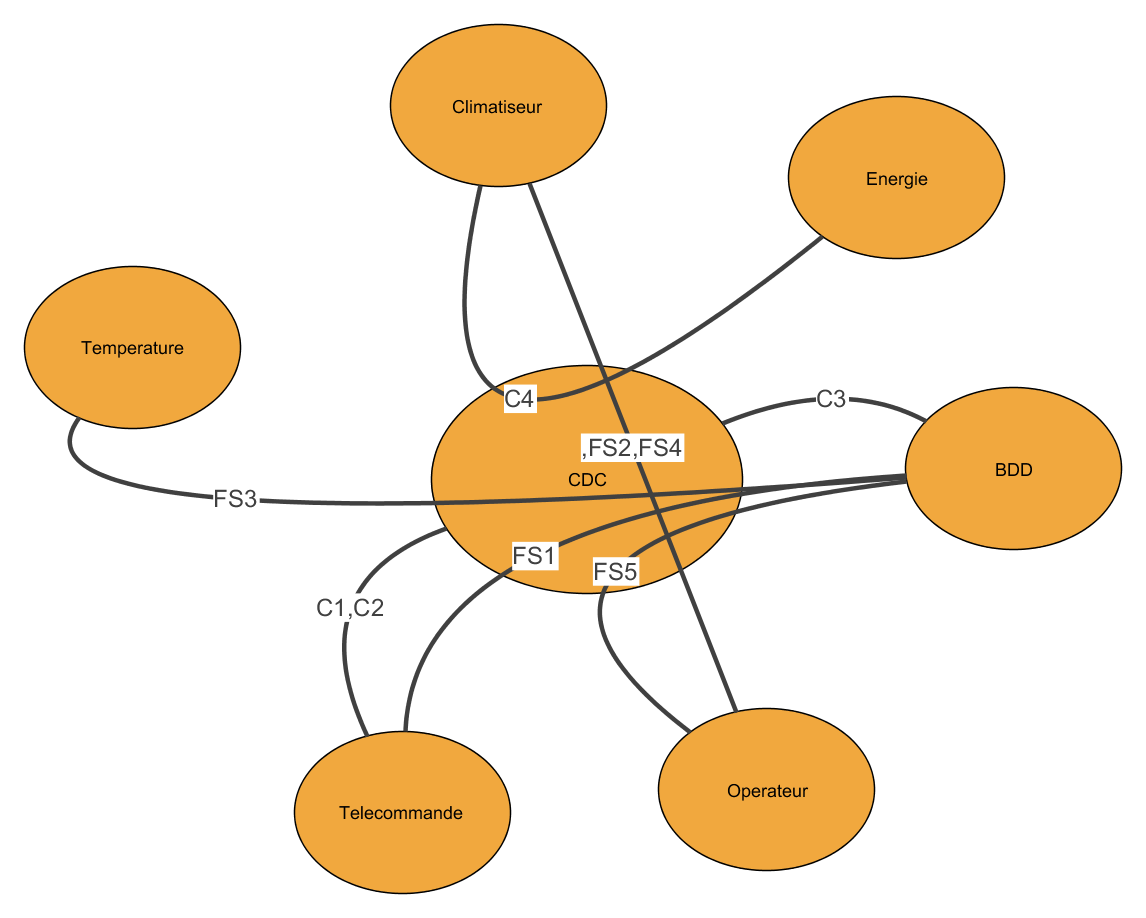 Climatiseur
Energie
Temperature
C4
C3
,FS2,FS4
BDD
CDC
FS3
FS1
FS5
C1,C2
Operateur
Telecommande